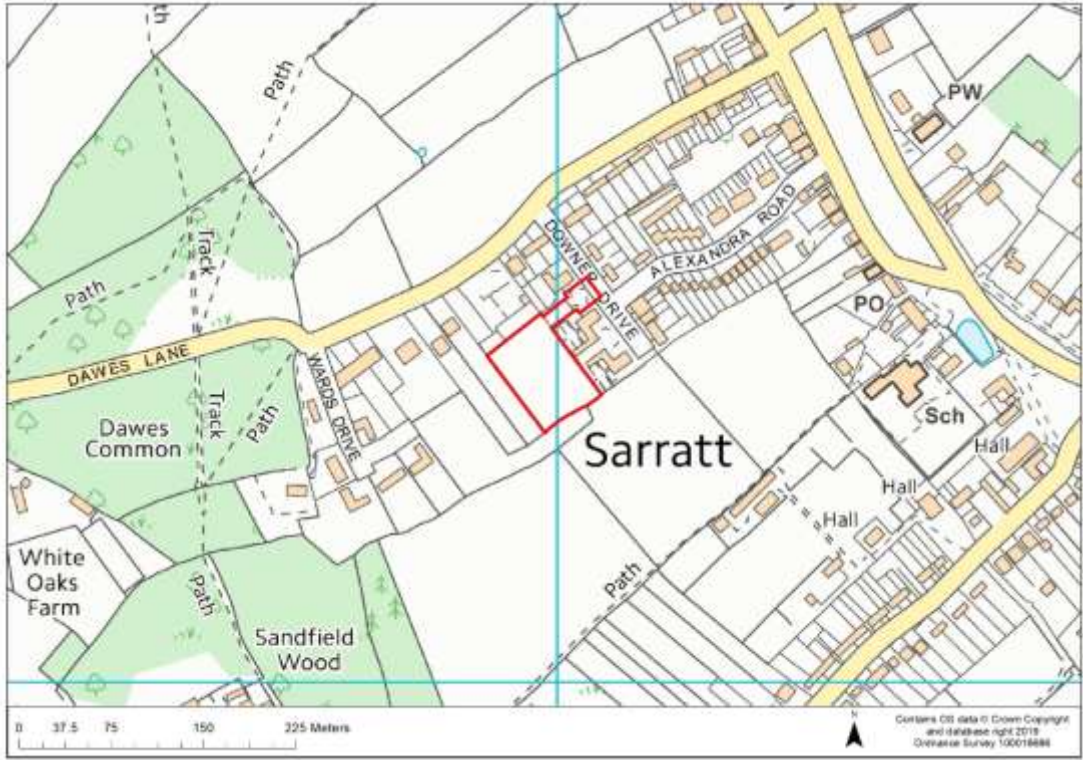 th
Path
Path
PW
Track
DOWNER DRIVE
ALEXANDRA ROAD
Path
PO
DAWES LANE
WARDS DRIVE
Track
Path
Dawes
Common
Sarratt
Sch
Hall
Hall
Hall
White
Oaks
Farm
Path
Path
Sandfield
Wood
0 37.5 75 150 225 Meters
N
Contains OS data © Crown Copyright
and database right 2019
Ordnance Survey 100018686